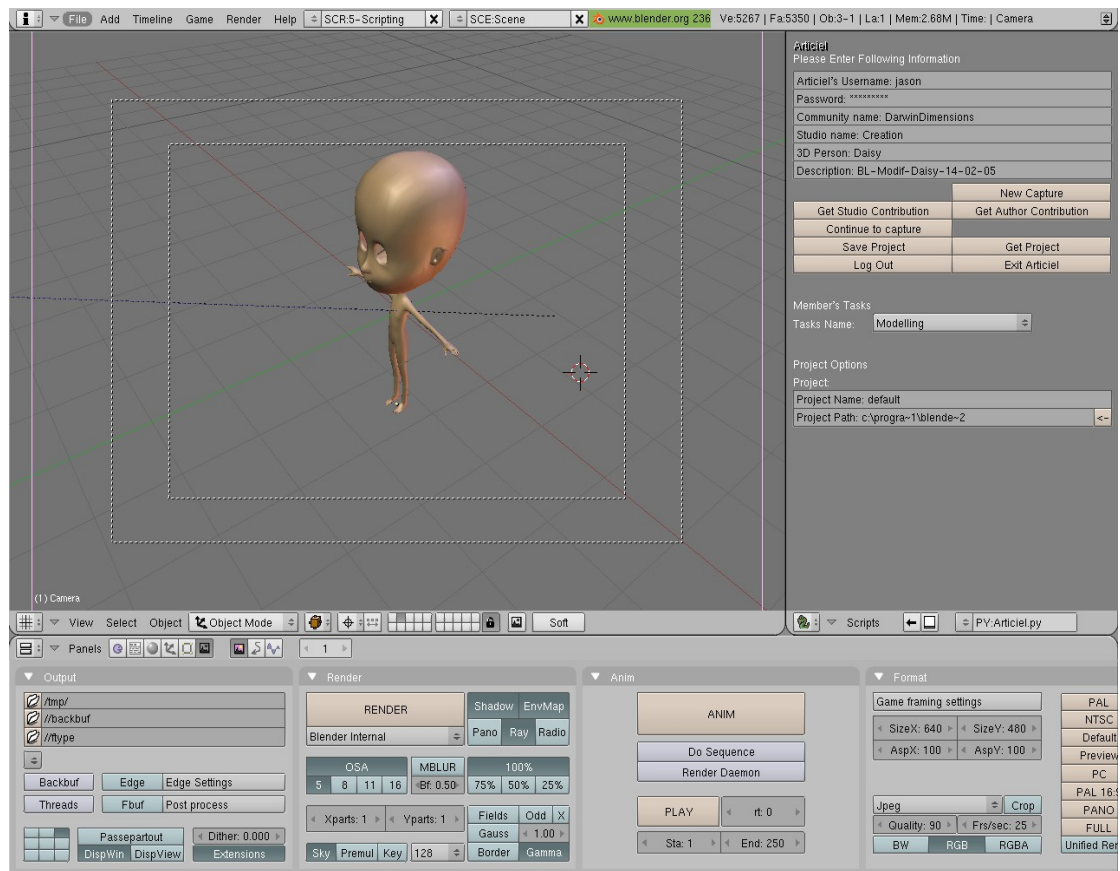 File Add Timeline Game Render Help SCR:5-Scripting X SCE:Scene X www.blender.org 236 Ve:5267 | Fa:5350 | Ob:3-1 | La:1 | Mem:2.68M | Time: | Camera
Articiel
Please Enter Following Information
Articiel's Username: jason
Password: *********
Community name: DarwinDimensions
Studio name: Creation
3D Person: Daisy
Description: BL-Modif-Daisy-14-02-05
New Capture
Get Studio Contribution Get Author Contribution
Continue to capture
Save Project Get Project
Log Out Exit Articiel
Member's Tasks
Tasks Name: Modelling
Project Options
Project:
Project Name: default
Project Path: c:\progra~1\blende~2 <-
(1) Camera
View Select Object Object Mode Soft
Scripts PY:Articiel.py
Panels 1
Output
/tmp/
//backbuf
//ftype
Backbuf Edge Edge Settings
Threads Fbuf Post process
Passepartout Dither: 0.000
DispWin DispView Extensions
Render
RENDER
Blender Internal
Shadow EnvMap
Pano Ray Radio
OSA MBLUR 100%
5 8 11 16 Bf: 0.50 75% 50% 25%
Xparts: 1 Yparts: 1 Fields Odd X
Gauss 1.00
Sky Premul Key 128 Border Gamma
Anim
ANIM
Do Sequence
Render Daemon
PLAY rt: 0
Sta: 1 End: 250
Format
Game framing settings
SizeX: 640 SizeY: 480
AspX: 100 AspY: 100
Jpeg Crop
Quality: 90 Frs/sec: 25
BW RGB RGBA
PAL
NTSC
Default
Preview
PC
PAL 16:9
PANO
FULL
Unified Ren